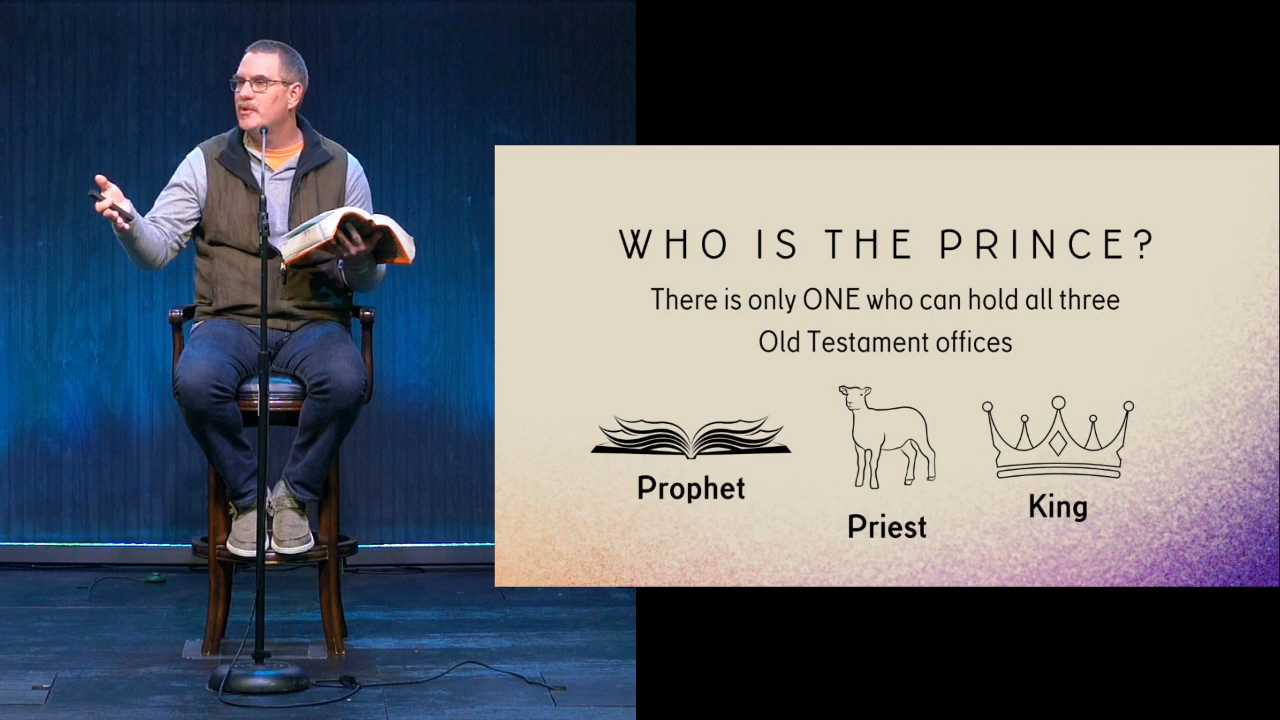 WHO IS THE PRINCE?
There is only ONE who can hold all three
Old Testament offices
Prophet
Priest
King